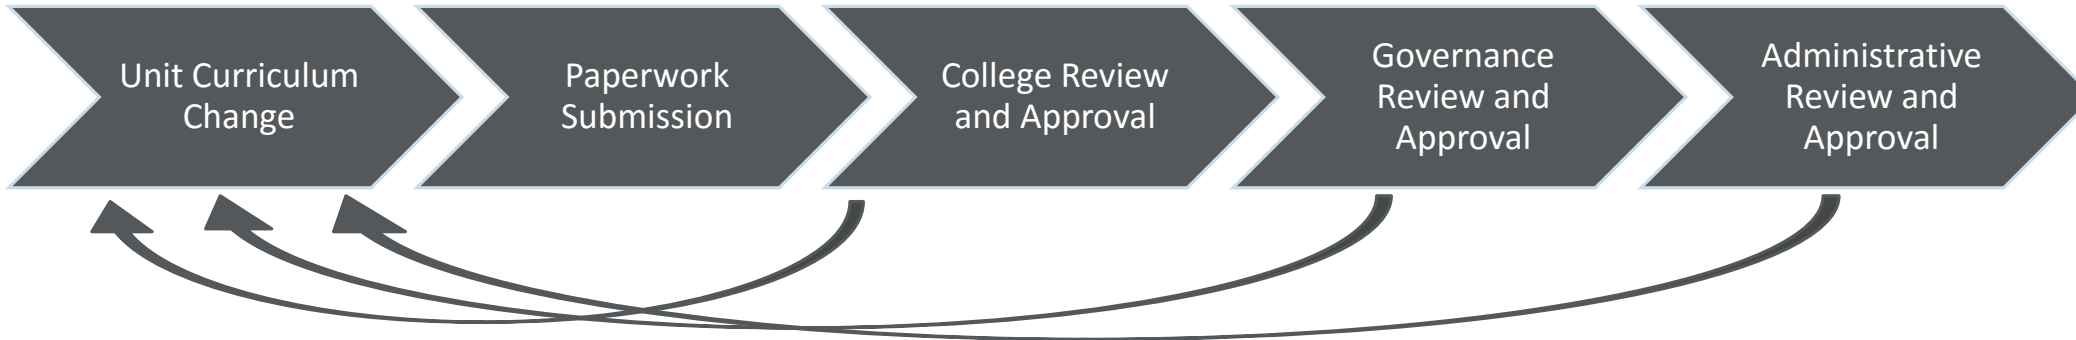 Unit Curriculum
Change
Paperwork
Submission
College Review
and Approval
Governance
Review and
Approval
Administrative
Review and
Approval